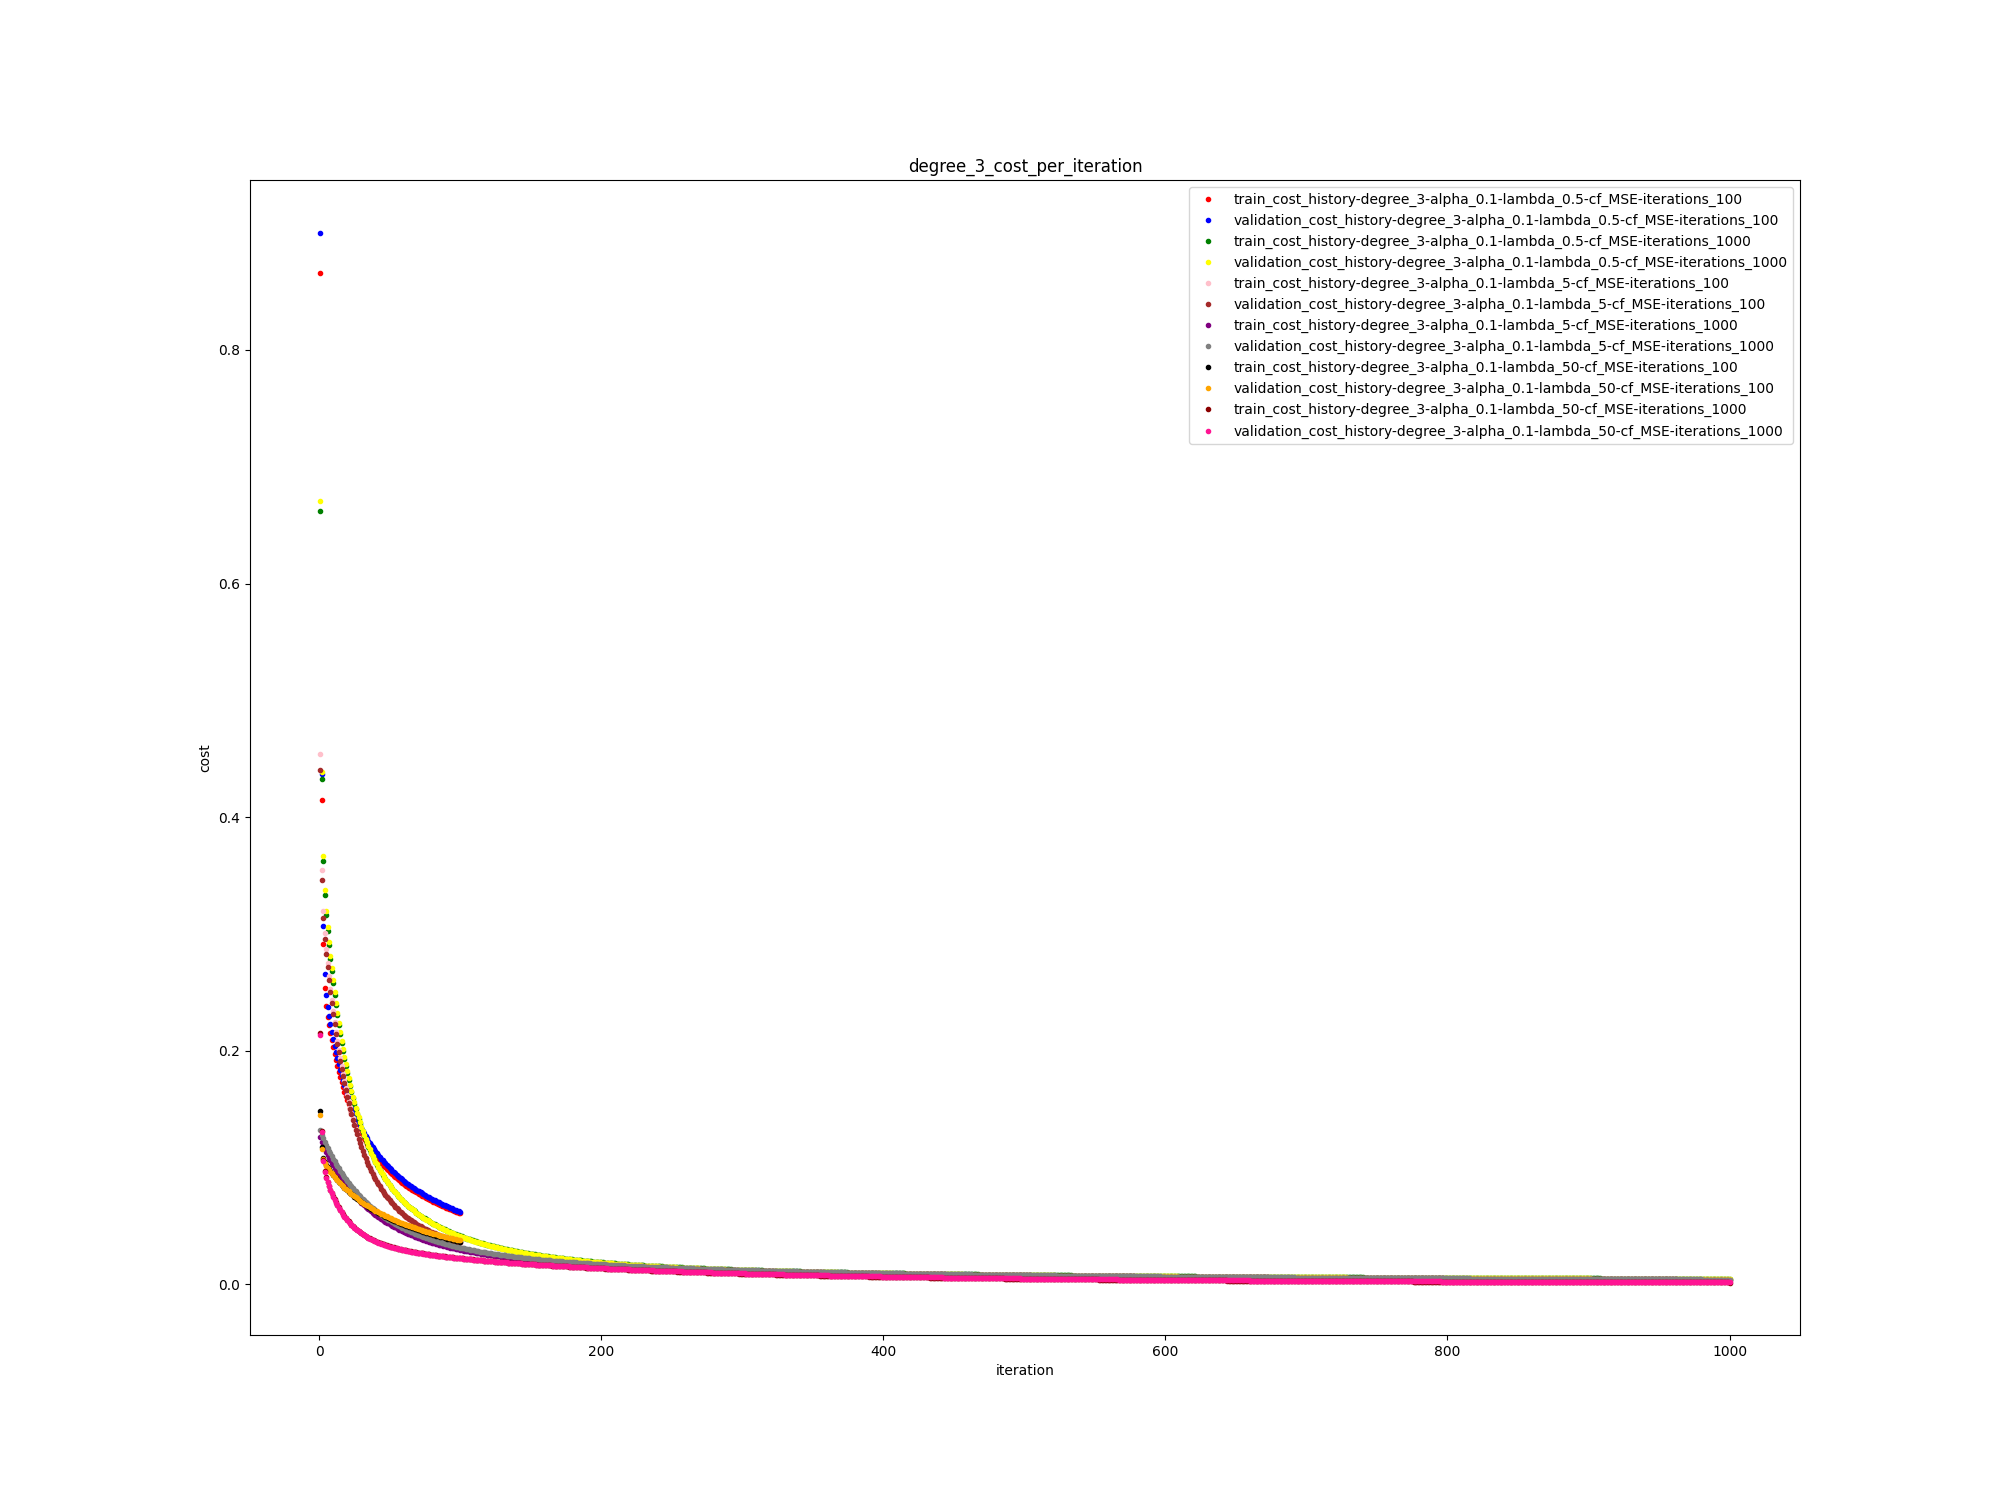 degree_3_cost_per_iteration
train_cost_history-degree_3-alpha_0.1-lambda_0.5-cf_MSE-iterations_100
validation_cost_history-degree_3-alpha_0.1-lambda_0.5-cf_MSE-iterations_100
train_cost_history-degree_3-alpha_0.1-lambda_0.5-cf_MSE-iterations_1000
validation_cost_history-degree_3-alpha_0.1-lambda_0.5-cf_MSE-iterations_1000
train_cost_history-degree_3-alpha_0.1-lambda_5-cf_MSE-iterations_100
validation_cost_history-degree_3-alpha_0.1-lambda_5-cf_MSE-iterations_100
train_cost_history-degree_3-alpha_0.1-lambda_5-cf_MSE-iterations_1000
validation_cost_history-degree_3-alpha_0.1-lambda_5-cf_MSE-iterations_1000
train_cost_history-degree_3-alpha_0.1-lambda_50-cf_MSE-iterations_100
validation_cost_history-degree_3-alpha_0.1-lambda_50-cf_MSE-iterations_100
train_cost_history-degree_3-alpha_0.1-lambda_50-cf_MSE-iterations_1000
validation_cost_history-degree_3-alpha_0.1-lambda_50-cf_MSE-iterations_1000
0.8
0.6
cost
0.4
0.2
0.0
0 200 400 600 800 1000
iteration